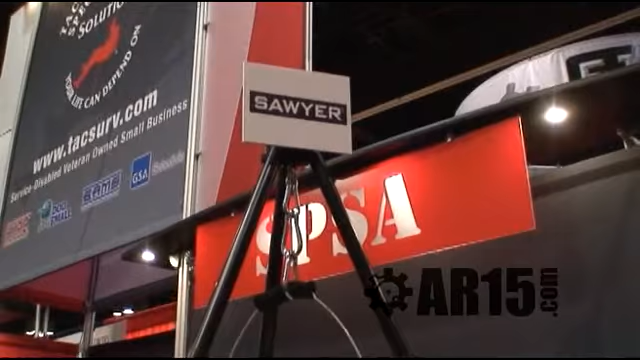 SOLUTIONS
YOUR LIFE CAN DEPEND ON
www.tacsurv.com
Service-Disabled Veteran Owned Small Business
GSA
SAWYER
SPSA
AR15.com